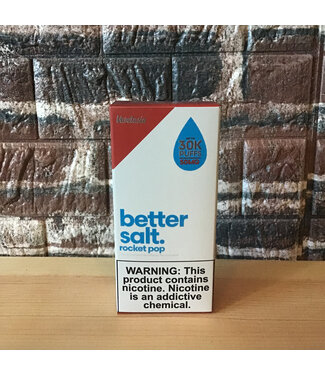 30K
PUFFS
better
salt.
rocket pop
WARNING: This
product contains
nicotine. Nicotine
is an addictive
chemical.